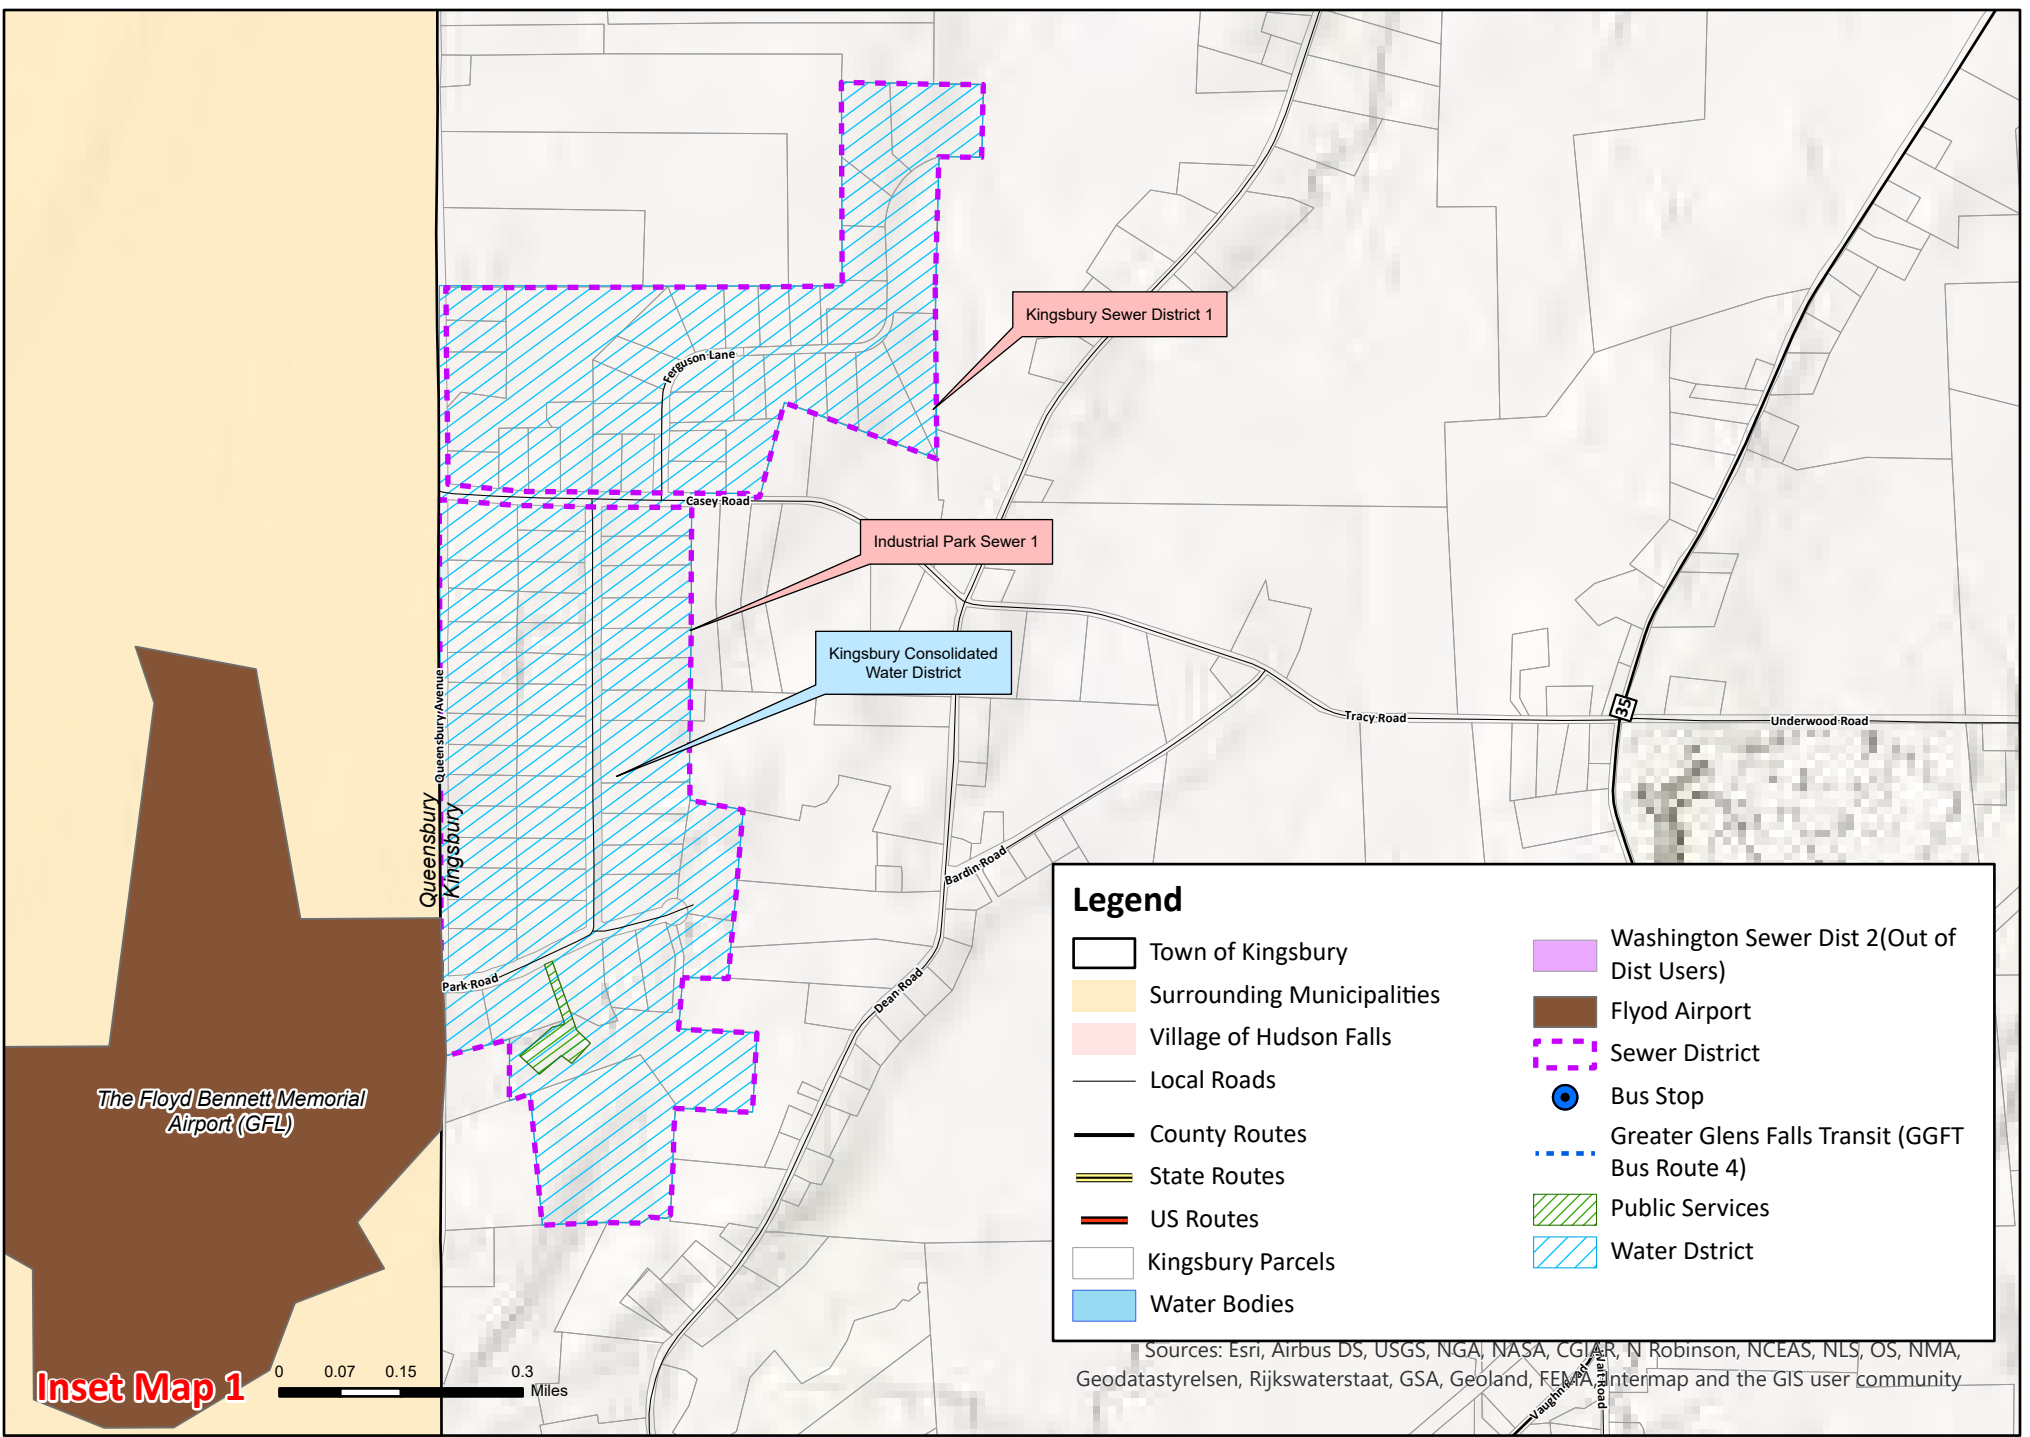 Kingsbury Sewer District 1
Ferguson Lane
Casey Road
Industrial Park Sewer 1
Kingsbury Consolidated
Water District
Queensbury Avenue
Queensbury
Kingsbury
35
Tracy Road
Underwood Road
Bardin Road
Park Road
Dean Road
The Floyd Bennett Memorial
Airport (GFL)
Legend
Town of Kingsbury
Surrounding Municipalities
Village of Hudson Falls
Local Roads
County Routes
State Routes
US Routes
Kingsbury Parcels
Water Bodies
Washington Sewer Dist 2(Out of
Dist Users)
Flyod Airport
Sewer District
Bus Stop
Greater Glens Falls Transit (GGFT
Bus Route 4)
Public Services
Water Dstrict
Sources: Esri, Airbus DS, USGS, NGA, NASA, CGIAR, N Robinson, NCEAS, NLS, OS, NMA,
Geodatastyrelsen, Rijkswaterstaat, GSA, Geoland, FEMA, Intermap and the GIS user community
Vaughn Road
Road
Inset Map 1
0 0.07 0.15 0.3
Miles